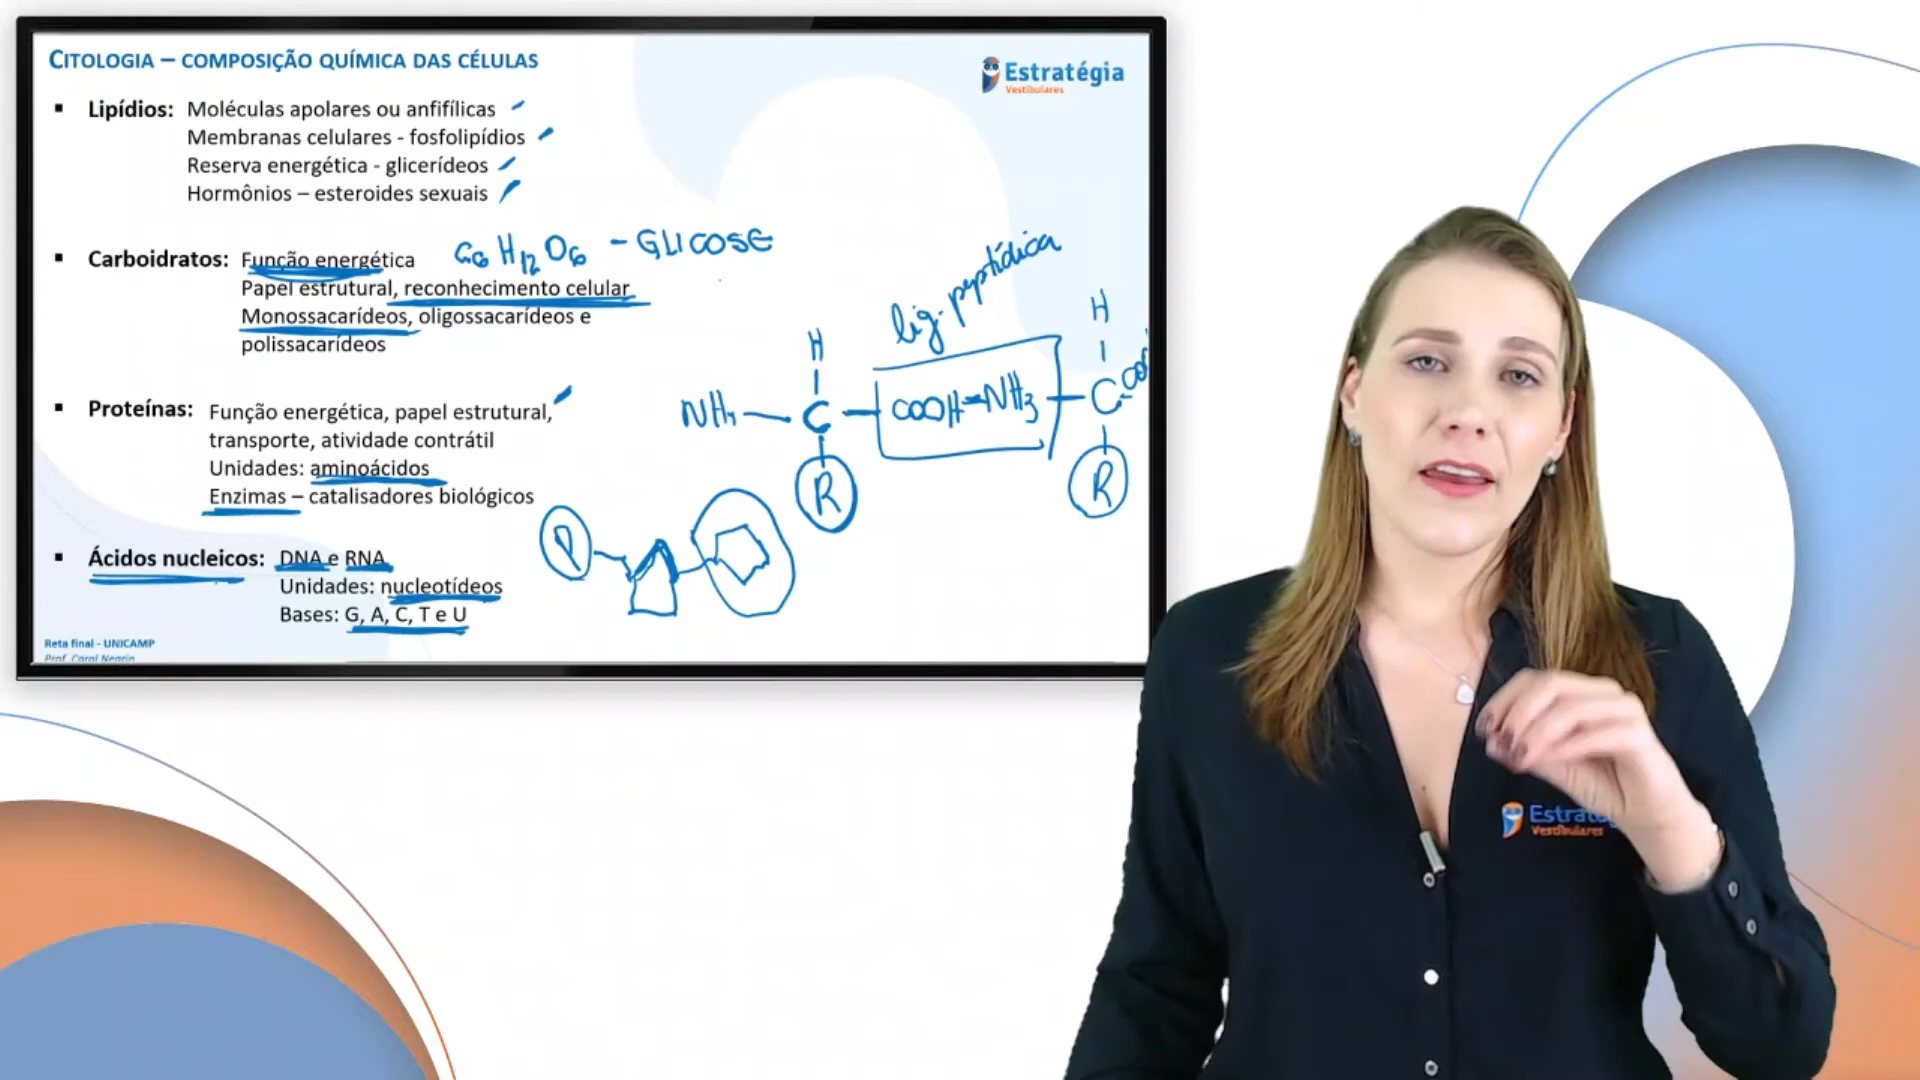 CITOLOGIA – COMPOSIÇÃO QUÍMICA DAS CÉLULAS
Estratégia
Vestibulares
Lipídios: Moléculas apolares ou anfifílicas
Membranas celulares - fosfolipídios
Reserva energética - glicerídeos
Hormônios – esteroides sexuais
Carboidratos: Função energética
C6 H12 O6 - GLICOSE
Papel estrutural, reconhecimento celular
Monossacarídeos, oligossacarídeos e
polissacarídeos
lig. peptídica
H
H
NH2 C COOH NH3 C
R
R
Proteínas: Função energética, papel estrutural,
transporte, atividade contrátil
Unidades: aminoácidos
Enzimas – catalisadores biológicos
P
Ácidos nucleicos: DNA e RNA
Unidades: nucleotídeos
Bases: G, A, C, T e U
Reta final - UNICAMP
Prof. Carol Negrin
Vestibulares